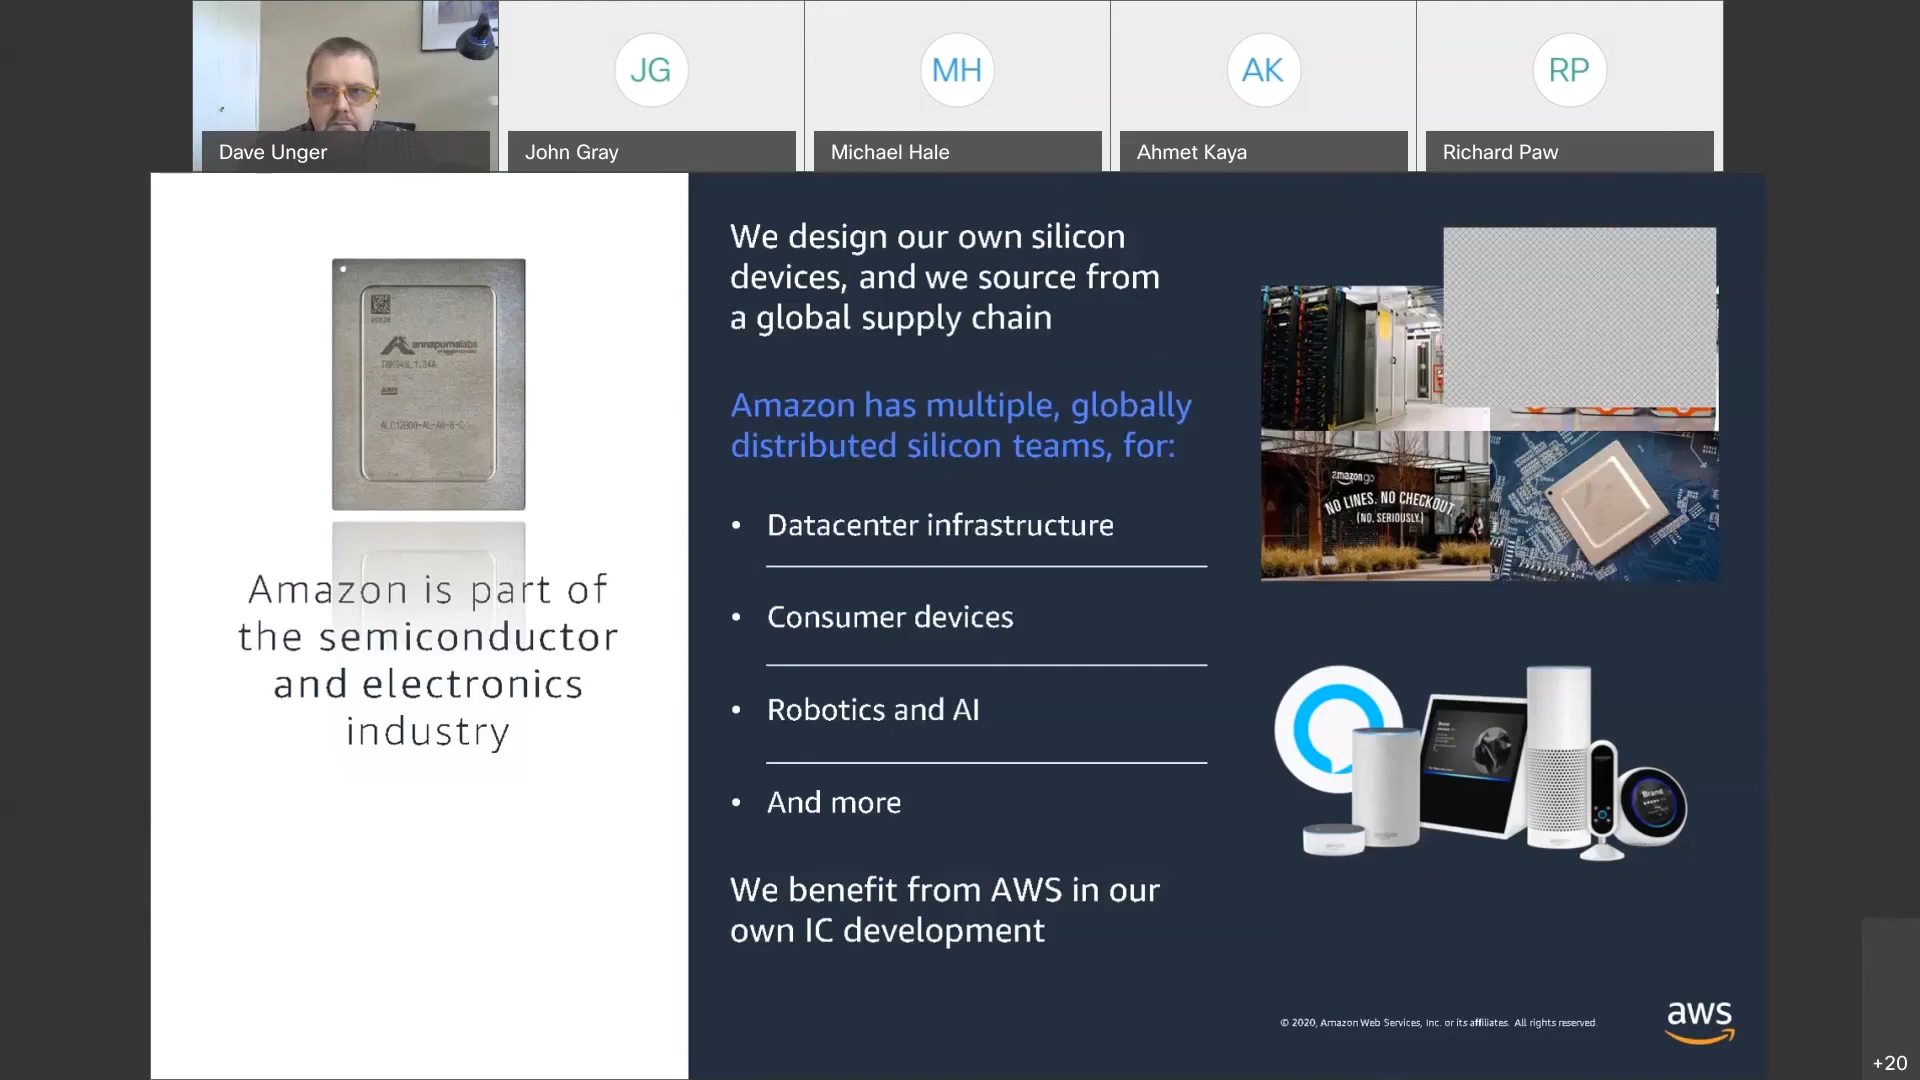 JG
MH
AK
RP
Dave Unger
John Gray
Michael Hale
Ahmet Kaya
Richard Paw
annapurnalabs
Amazon is part of
the semiconductor
and electronics
industry
We design our own silicon
devices, and we source from
a global supply chain
Amazon has multiple, globally
distributed silicon teams, for:
• Datacenter infrastructure
• Consumer devices
• Robotics and AI
• And more
We benefit from AWS in our
own IC development
amazon go
NO LINES. NO CHECKOUT.
(NO. SERIOUSLY.)
Brand
© 2020, Amazon Web Services, Inc. or its affiliates. All rights reserved.
aws
+20